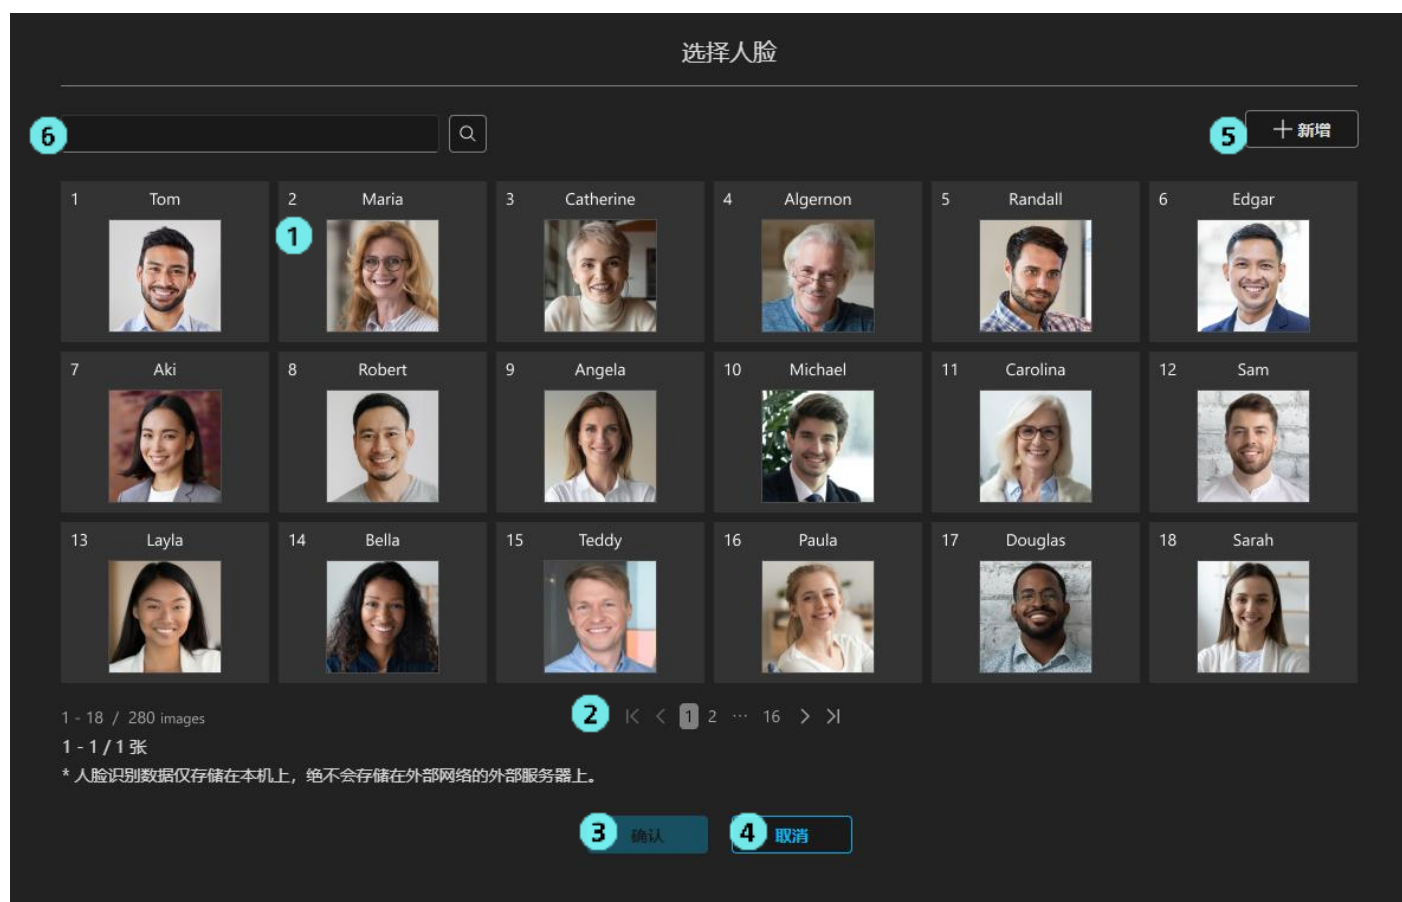 选择人脸
6
5 新增
1 Tom
2 Maria
3 Catherine
4 Algernon
5 Randall
6 Edgar
1
7 Aki
8 Robert
9 Angela
10 Michael
11 Carolina
12 Sam
13 Layla
14 Bella
15 Teddy
16 Paula
17 Douglas
18 Sarah
1 - 18 / 280 images
2 1 2 ··· 16
1 - 1 / 1 张
* 人脸识别数据仅存储在本机上，绝不会存储在外部网络的外部服务器上。
3 确认
4 取消